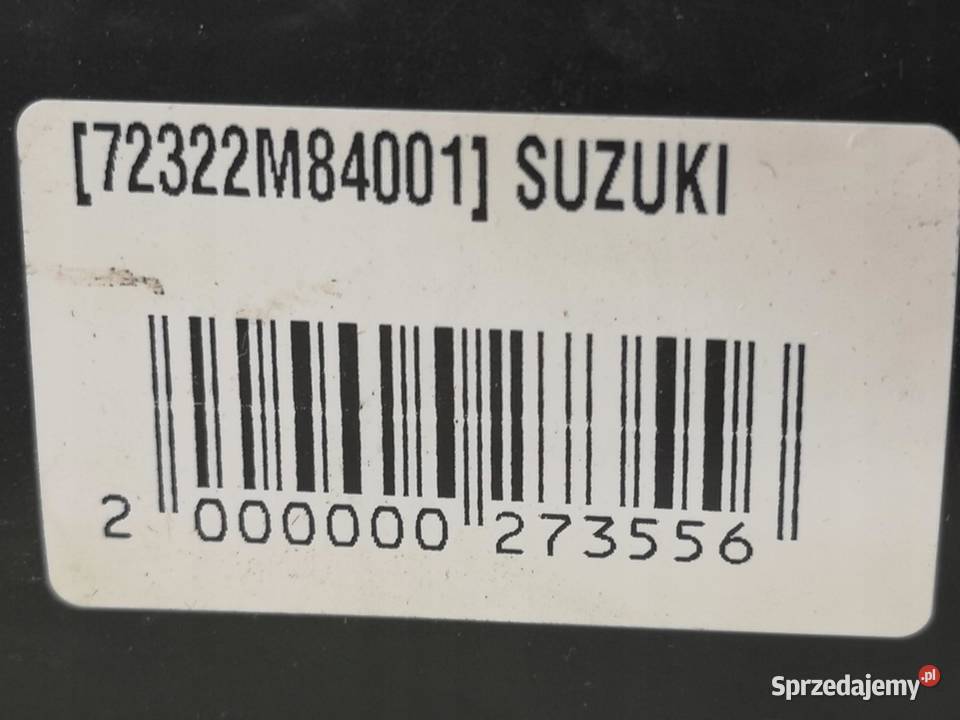 [72322M84001] SUZUKI
2 000000 273556
Sprzedajemy.pl